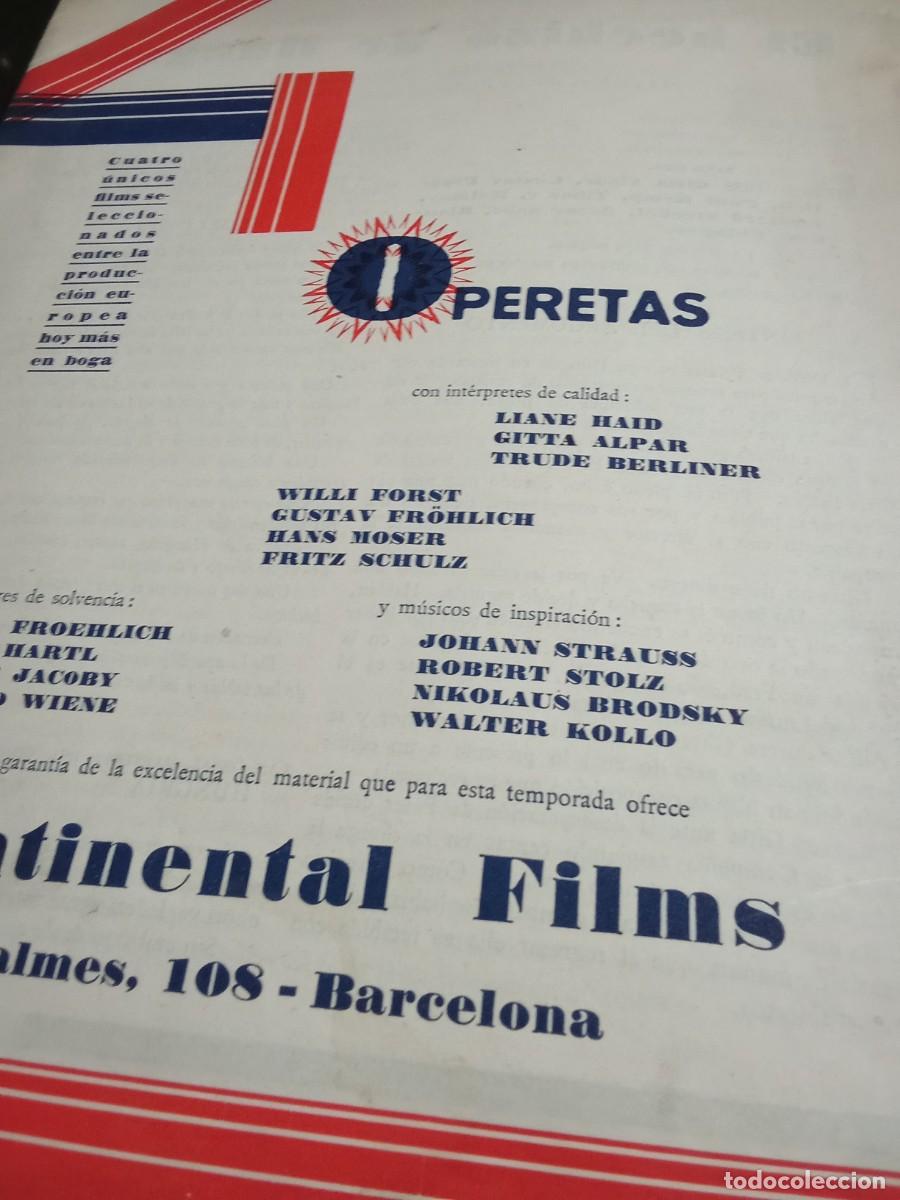 Cuatro
únicos
films se-
leccio-
nados
entre la
produc-
ción eu-
ropea
hoy más
en boga
OPERETAS
con intérpretes de calidad:
LIANE HAID
GITTA ALPAR
TRUDE BERLINER
WILLI FORST
GUSTAV FRÖHLICH
HANS MOSER
FRITZ SCHULZ
de solvencia:
FROEHLICH
HARTL
JACOBY
WIENE
y músicos de inspiración:
JOHANN STRAUSS
ROBERT STOLZ
NIKOLAUS BRODSKY
WALTER KOLLO
garantía de la excelencia del material que para esta temporada ofrece
tinental Films
almes, 108 - Barcelona
todocoleccion